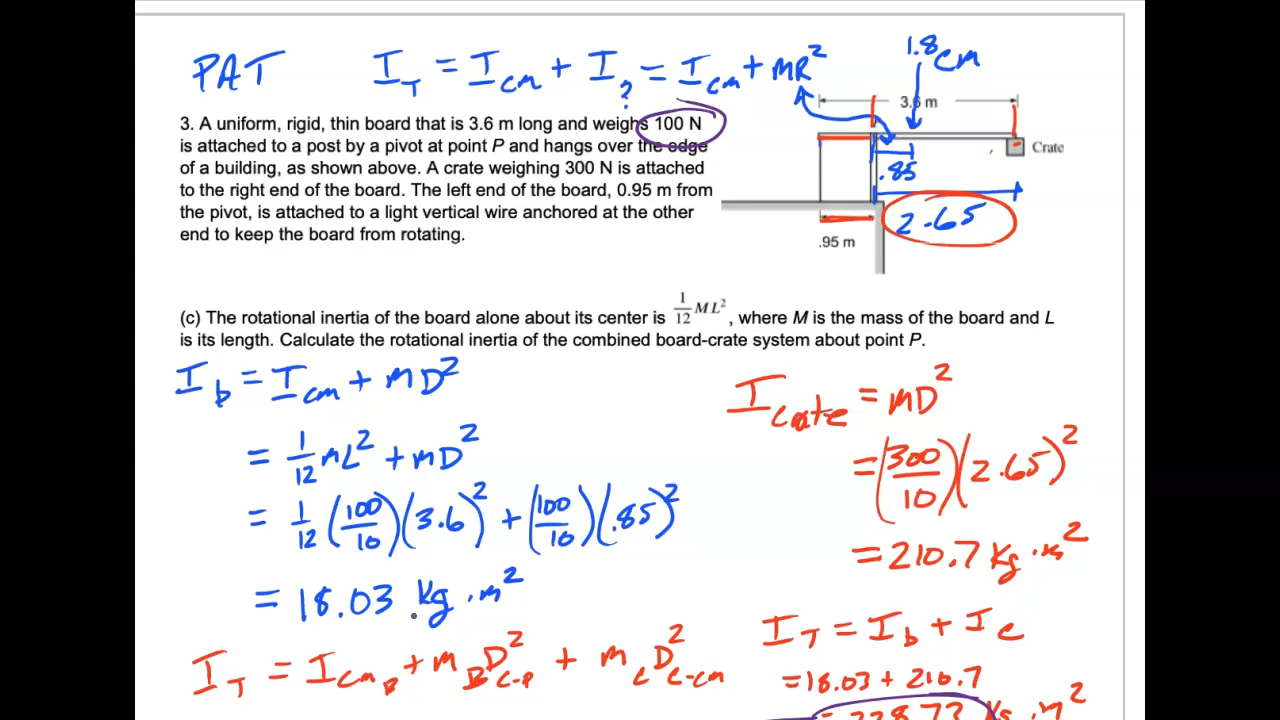 PAT I_T = I_cm + I_? = I_cm + MR²
1.8 cm
3.6 m
3. A uniform, rigid, thin board that is 3.6 m long and weighs 100 N
is attached to a post by a pivot at point P and hangs over the edge
of a building, as shown above. A crate weighing 300 N is attached
to the right end of the board. The left end of the board, 0.95 m from
the pivot, is attached to a light vertical wire anchored at the other
end to keep the board from rotating.
Crate
.85
2.65
.95 m
(c) The rotational inertia of the board alone about its center is 1/12 ML², where M is the mass of the board and L
is its length. Calculate the rotational inertia of the combined board-crate system about point P.
I_b = I_cm + MD²
= 1/12 mL² + mD²
= 1/12 (100/10)(3.6)² + (100/10)(.85)²
= 18.03 kg·m²
I_crate = MD²
= (300/10)(2.65)²
= 210.7 kg·m²
I_T = I_b + I_c
= 18.03 + 210.7
= 228.73 kg·m²
I_T = I_cm_B + m_B D²_C-P + m_c D²_C-cm